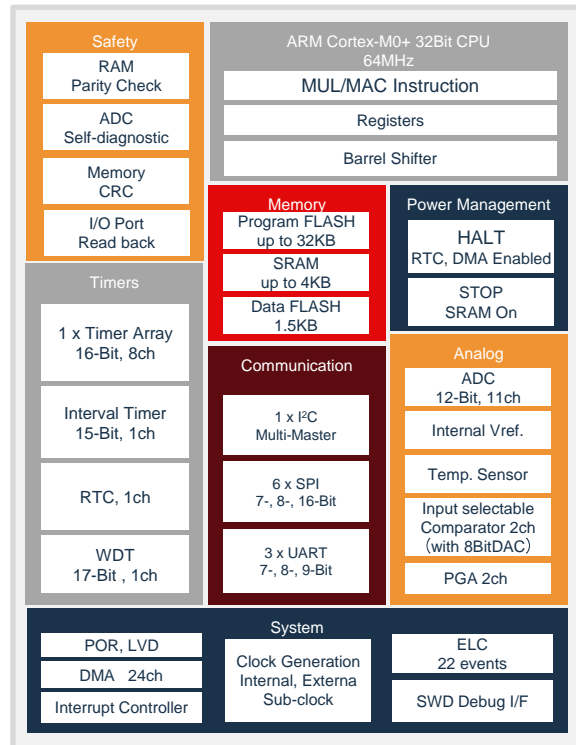 Safety
RAM
Parity Check
ADC
Self-diagnostic
Memory
CRC
I/O Port
Read back
ARM Cortex-M0+ 32Bit CPU
64MHz
MUL/MAC Instruction
Registers
Barrel Shifter
Memory
Program FLASH
up to 32KB
SRAM
up to 4KB
Data FLASH
1.5KB
Power Management
HALT
RTC, DMA Enabled
STOP
SRAM On
Timers
1 x Timer Array
16-Bit, 8ch
Interval Timer
15-Bit, 1ch
RTC, 1ch
WDT
17-Bit , 1ch
Communication
1 x I²C
Multi-Master
6 x SPI
7-, 8-, 16-Bit
3 x UART
7-, 8-, 9-Bit
Analog
ADC
12-Bit, 11ch
Internal Vref.
Temp. Sensor
Input selectable
Comparator 2ch
(with 8BitDAC)
PGA 2ch
System
POR, LVD
DMA 24ch
Interrupt Controller
Clock Generation
Internal, Externa
Sub-clock
ELC
22 events
SWD Debug I/F